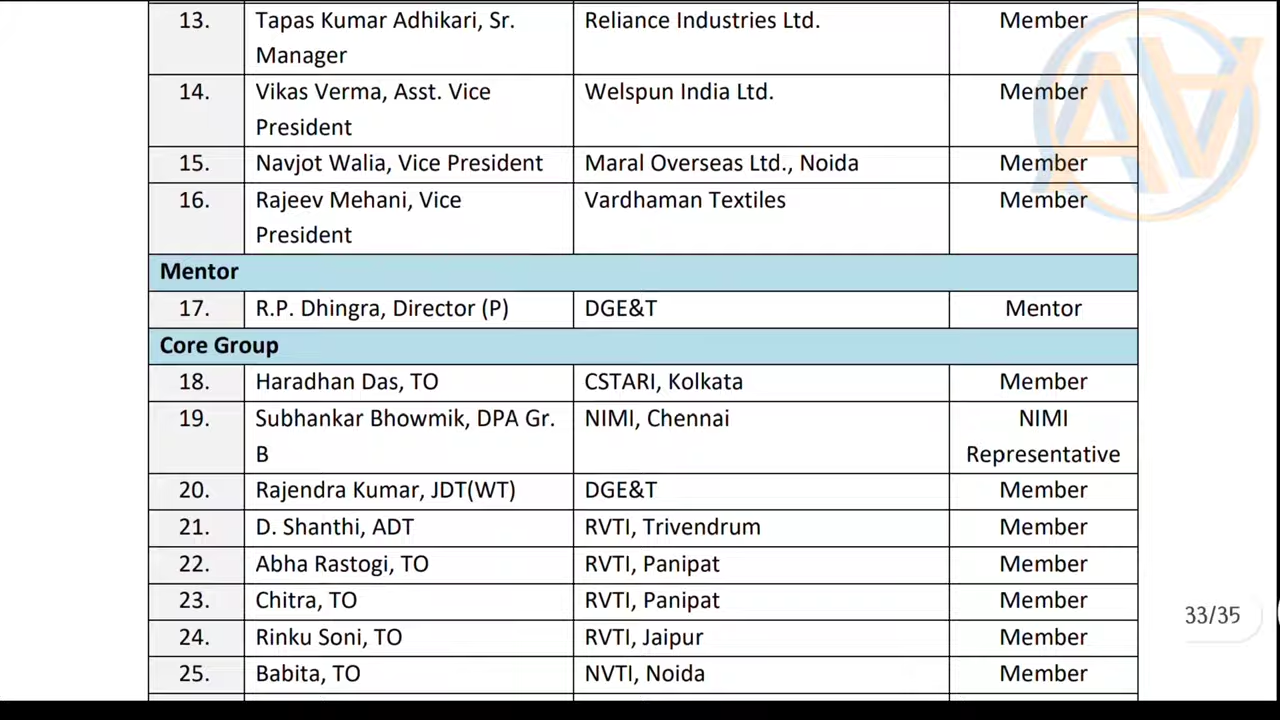 13. Tapas Kumar Adhikari, Sr. Reliance Industries Ltd. Member
Manager
14. Vikas Verma, Asst. Vice Welspun India Ltd. Member
President
15. Navjot Walia, Vice President Maral Overseas Ltd., Noida Member
16. Rajeev Mehani, Vice Vardhaman Textiles Member
President
Mentor
17. R.P. Dhingra, Director (P) DGE&T Mentor
Core Group
18. Haradhan Das, TO CSTARI, Kolkata Member
19. Subhankar Bhowmik, DPA Gr. NIMI, Chennai NIMI
B Representative
20. Rajendra Kumar, JDT(WT) DGE&T Member
21. D. Shanthi, ADT RVTI, Trivendrum Member
22. Abha Rastogi, TO RVTI, Panipat Member
23. Chitra, TO RVTI, Panipat Member
33/35
24. Rinku Soni, TO RVTI, Jaipur Member
25. Babita, TO NVTI, Noida Member